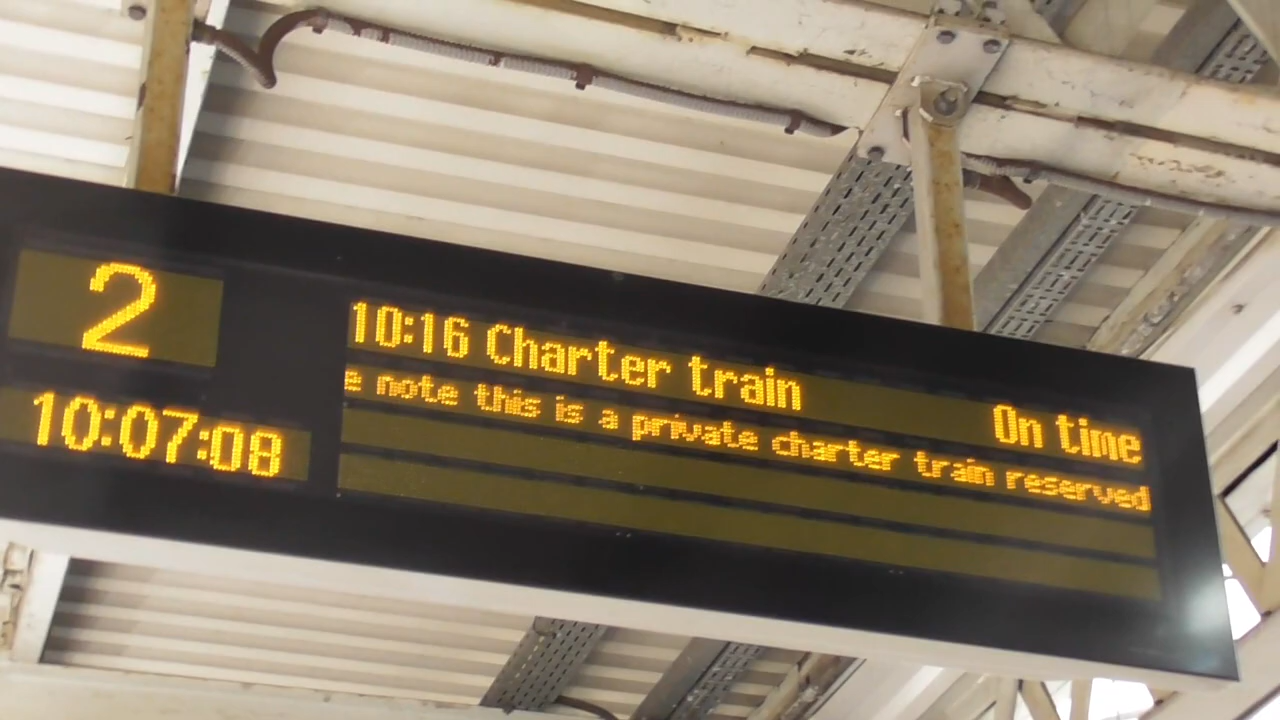 2
10:16 Charter train On time
e note this is a private charter train reserved
10:07:08